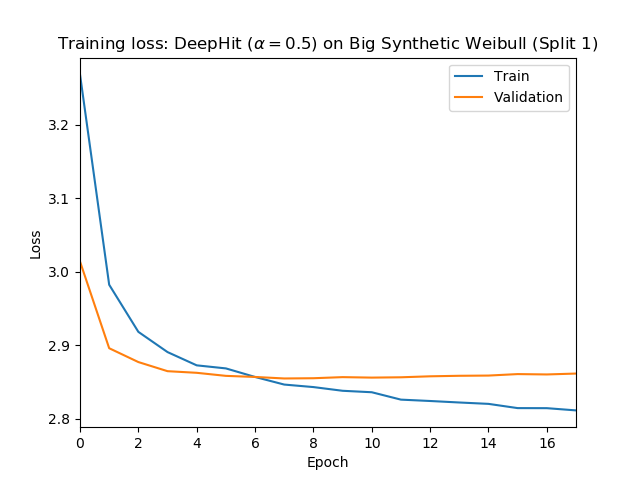 Training loss: DeepHit (α = 0.5) on Big Synthetic Weibull (Split 1)
Train
Validation
3.2
3.1
3.0
2.9
2.8
Loss
0 2 4 6 8 10 12 14 16
Epoch